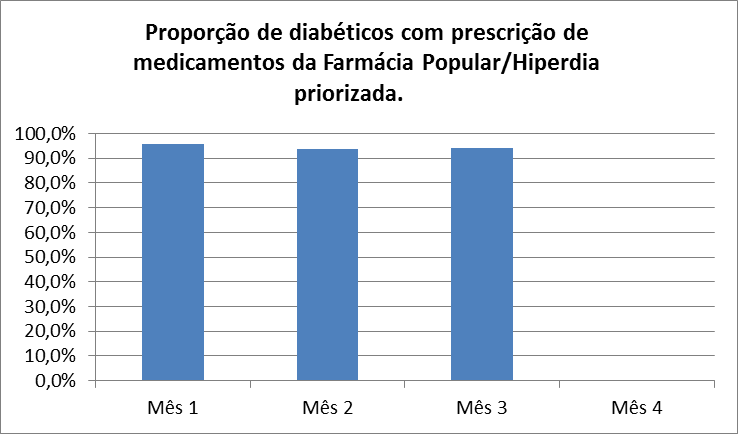 Proporção de diabéticos com prescrição de
medicamentos da Farmácia Popular/Hiperdia
priorizada.
100,0%
90,0%
80,0%
70,0%
60,0%
50,0%
40,0%
30,0%
20,0%
10,0%
0,0%
Mês 1 Mês 2 Mês 3 Mês 4